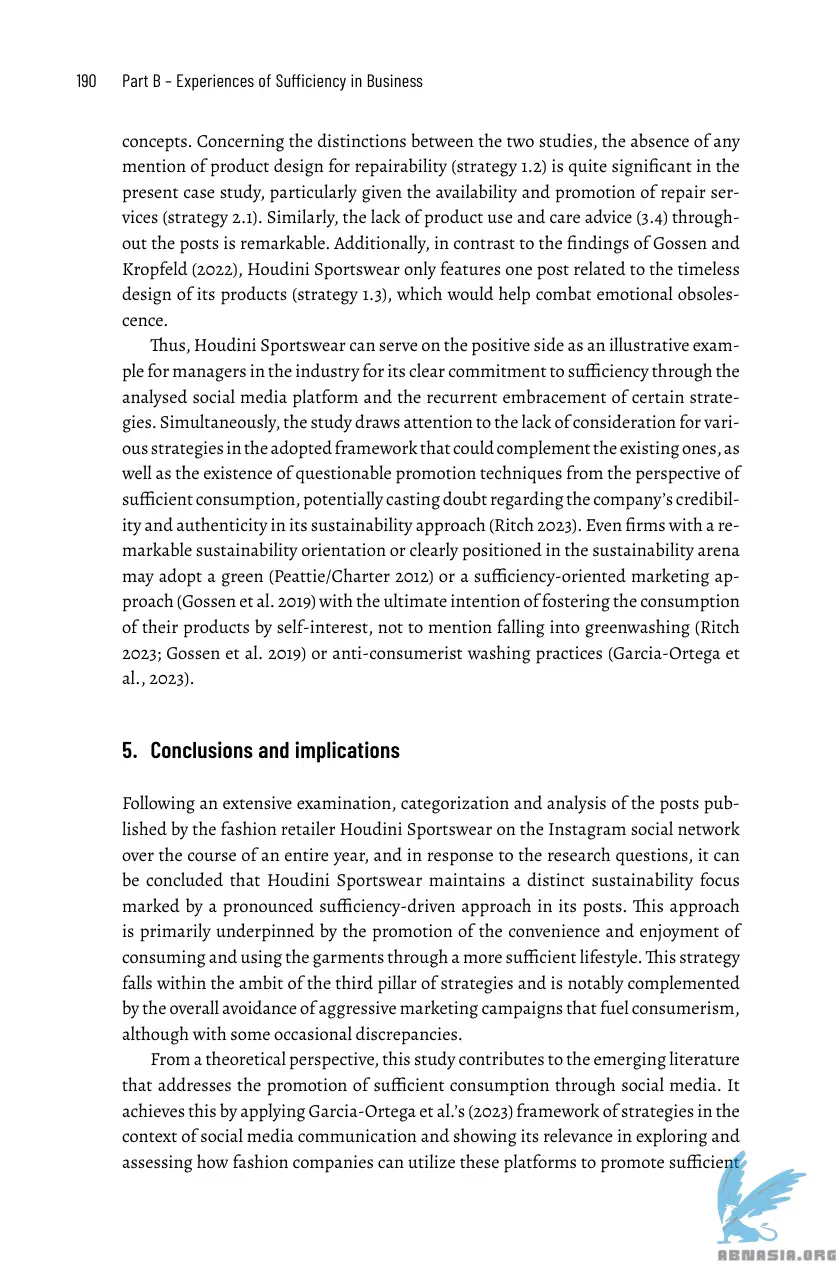 190 Part B – Experiences of Sufficiency in Business
concepts. Concerning the distinctions between the two studies, the absence of any
mention of product design for repairability (strategy 1.2) is quite significant in the
present case study, particularly given the availability and promotion of repair ser-
vices (strategy 2.1). Similarly, the lack of product use and care advice (3.4) through-
out the posts is remarkable. Additionally, in contrast to the findings of Gossen and
Kropfeld (2022), Houdini Sportswear only features one post related to the timeless
design of its products (strategy 1.3), which would help combat emotional obsoles-
cence.
Thus, Houdini Sportswear can serve on the positive side as an illustrative exam-
ple for managers in the industry for its clear commitment to sufficiency through the
analysed social media platform and the recurrent embracement of certain strate-
gies. Simultaneously, the study draws attention to the lack of consideration for vari-
ous strategies in the adopted framework that could complement the existing ones, as
well as the existence of questionable promotion techniques from the perspective of
sufficient consumption, potentially casting doubt regarding the company's credibil-
ity and authenticity in its sustainability approach (Ritch 2023). Even firms with a re-
markable sustainability orientation or clearly positioned in the sustainability arena
may adopt a green (Peattie/Charter 2012) or a sufficiency-oriented marketing ap-
proach (Gossen et al. 2019) with the ultimate intention of fostering the consumption
of their products by self-interest, not to mention falling into greenwashing (Ritch
2023; Gossen et al. 2019) or anti-consumerist washing practices (Garcia-Ortega et
al., 2023).
5. Conclusions and implications
Following an extensive examination, categorization and analysis of the posts pub-
lished by the fashion retailer Houdini Sportswear on the Instagram social network
over the course of an entire year, and in response to the research questions, it can
be concluded that Houdini Sportswear maintains a distinct sustainability focus
marked by a pronounced sufficiency-driven approach in its posts. This approach
is primarily underpinned by the promotion of the convenience and enjoyment of
consuming and using the garments through a more sufficient lifestyle. This strategy
falls within the ambit of the third pillar of strategies and is notably complemented
by the overall avoidance of aggressive marketing campaigns that fuel consumerism,
although with some occasional discrepancies.
From a theoretical perspective, this study contributes to the emerging literature
that addresses the promotion of sufficient consumption through social media. It
achieves this by applying Garcia-Ortega et al.'s (2023) framework of strategies in the
context of social media communication and showing its relevance in exploring and
assessing how fashion companies can utilize these platforms to promote sufficient
ABNASIA.ORG